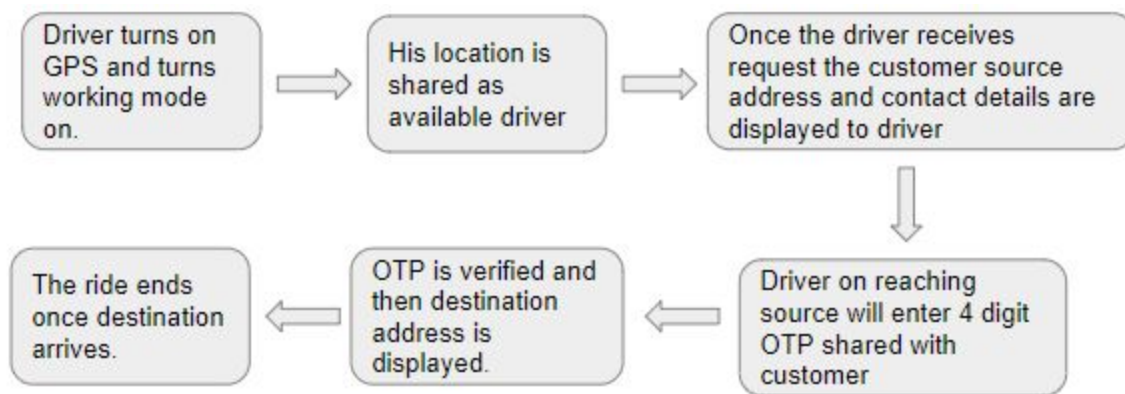 Driver turns on
GPS and turns
working mode
on.
His location is
shared as
available driver
Once the driver receives
request the customer source
address and contact details are
displayed to driver
Driver on reaching
source will enter 4 digit
OTP shared with
customer
OTP is verified and
then destination
address is
displayed.
The ride ends
once destination
arrives.